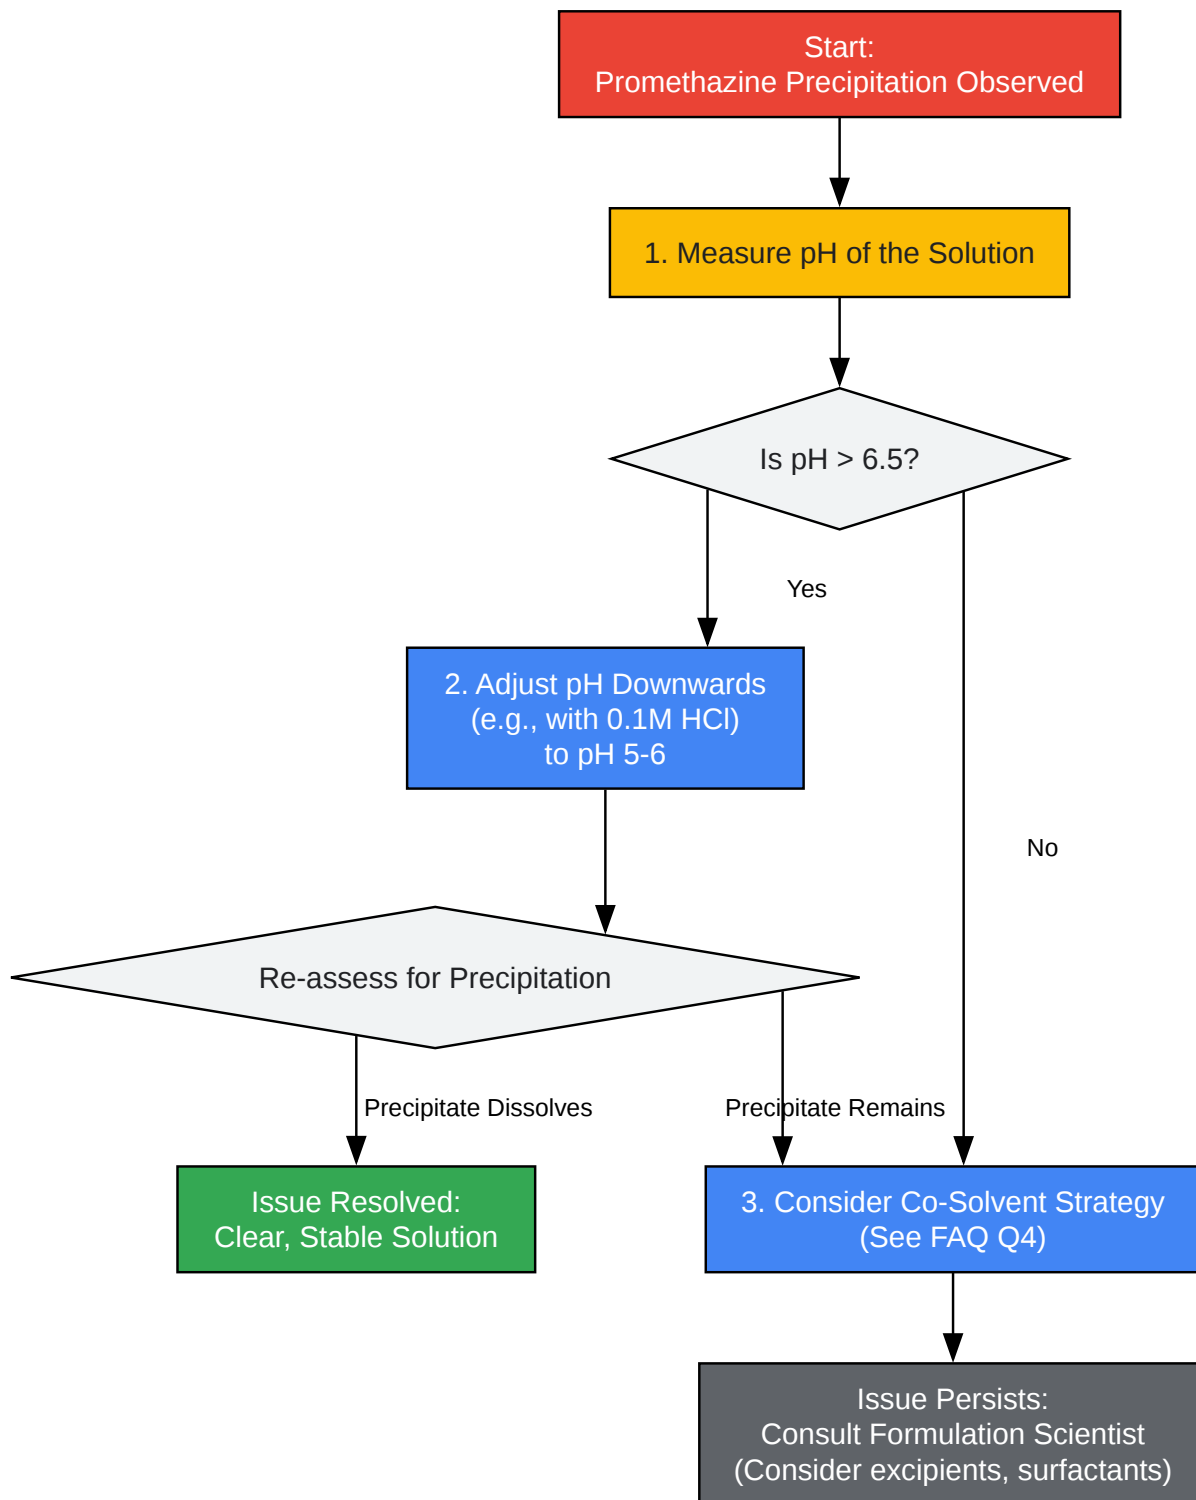 Start:
Promethazine Precipitation Observed
1. Measure pH of the Solution
Is pH > 6.5?
Yes
2. Adjust pH Downwards
(e.g., with 0.1M HCl)
to pH 5-6
No
Re-assess for Precipitation
Precipitate Dissolves
Precipitate Remains
Issue Resolved:
Clear, Stable Solution
3. Consider Co-Solvent Strategy
(See FAQ Q4)
Issue Persists:
Consult Formulation Scientist
(Consider excipients, surfactants)